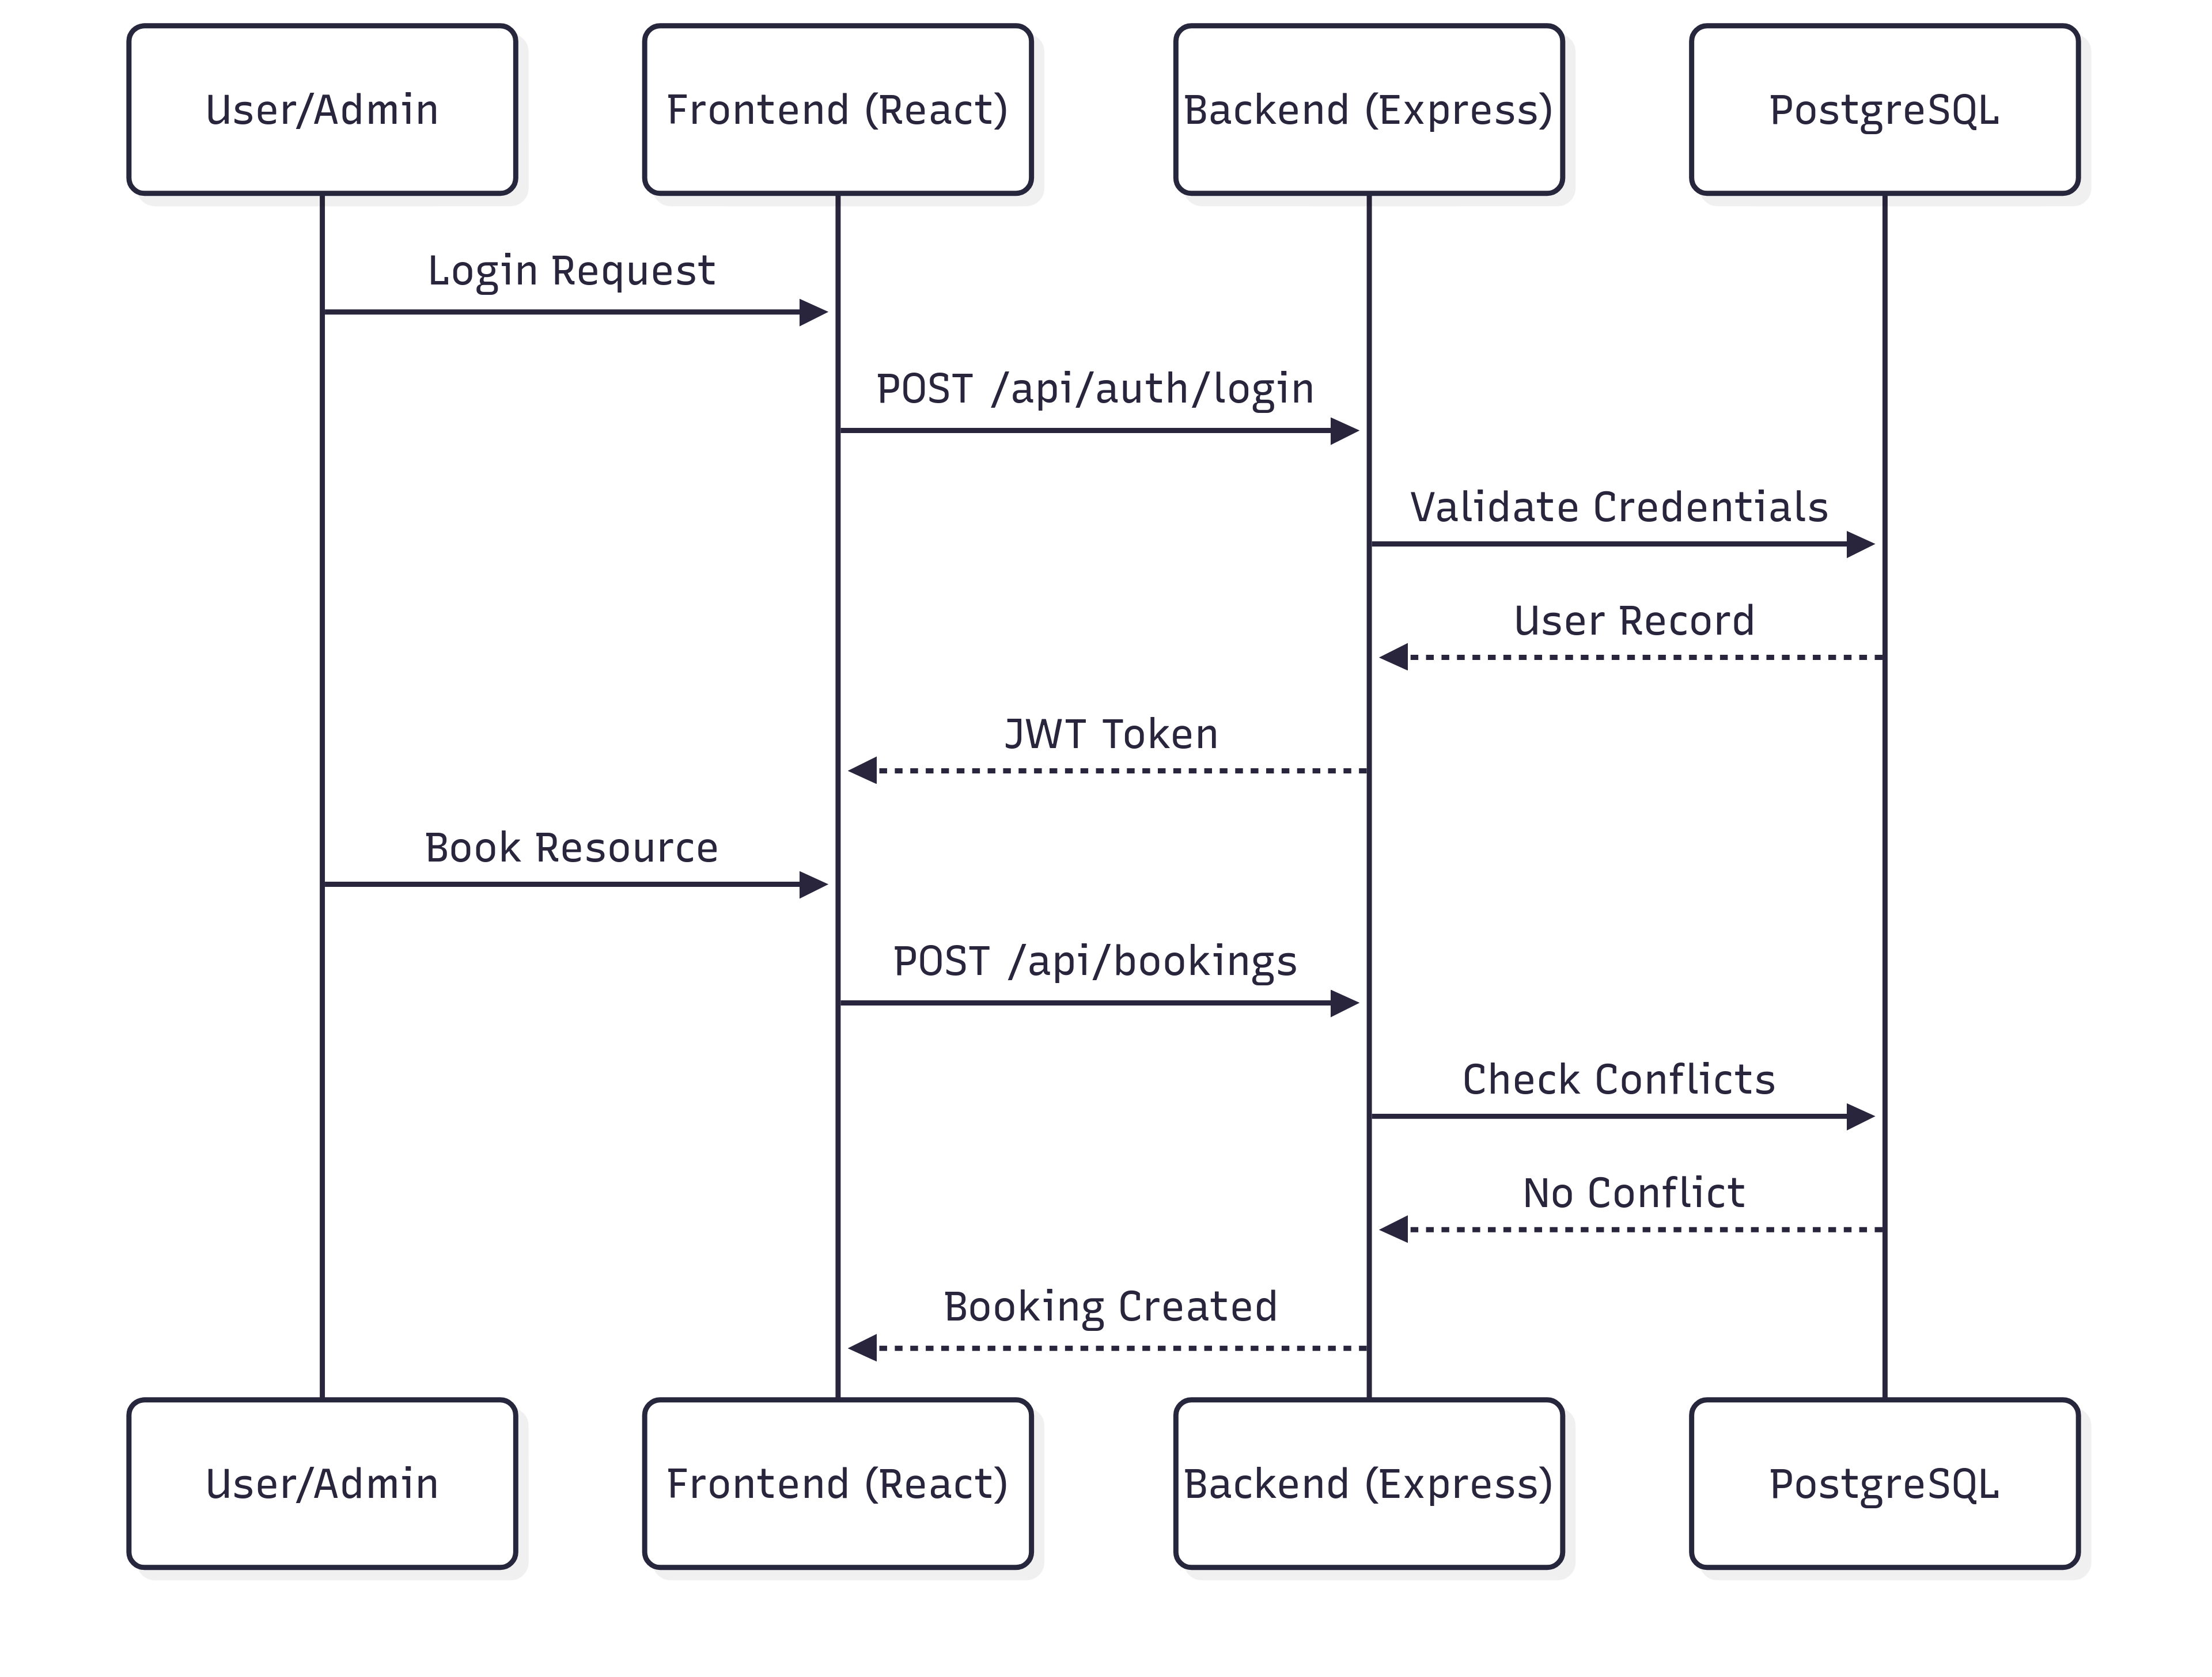 User/Admin
Frontend (React)
Backend (Express)
PostgreSQL
Login Request
POST /api/auth/login
Validate Credentials
User Record
JWT Token
Book Resource
POST /api/bookings
Check Conflicts
No Conflict
Booking Created
User/Admin
Frontend (React)
Backend (Express)
PostgreSQL